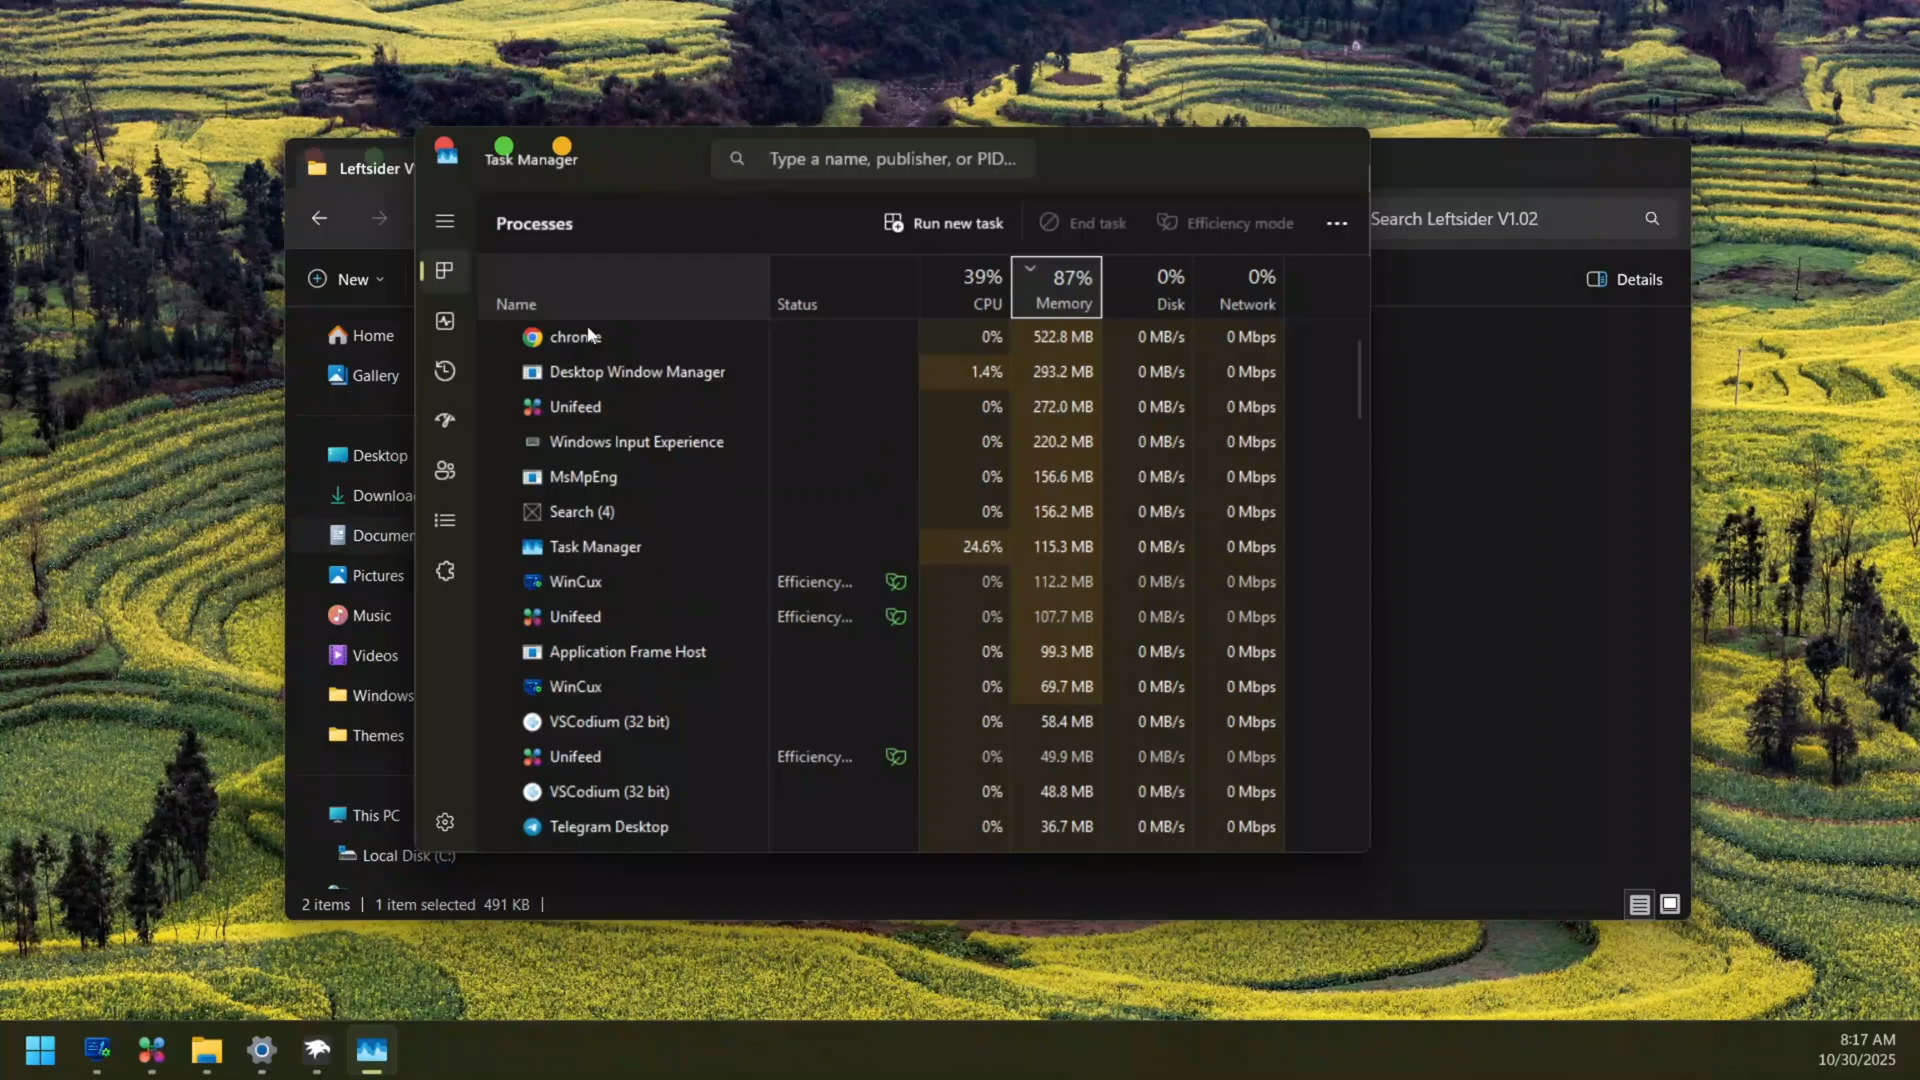 Leftsider V
Task Manager
Type a name, publisher, or PID...
Search Leftsider V1.02
Processes
Run new task
End task
Efficiency mode
New
Details
Name
Status
39%
CPU
87%
Memory
0%
Disk
0%
Network
Home
Gallery
Desktop
Downloa
Documer
Pictures
Music
Videos
Windows
Themes
This PC
Local Disk (C:)
chrome 0% 522.8 MB 0 MB/s 0 Mbps
Desktop Window Manager 1.4% 293.2 MB 0 MB/s 0 Mbps
Unifeed 0% 272.0 MB 0 MB/s 0 Mbps
Windows Input Experience 0% 220.2 MB 0 MB/s 0 Mbps
MsMpEng 0% 156.6 MB 0 MB/s 0 Mbps
Search (4) 0% 156.2 MB 0 MB/s 0 Mbps
Task Manager 24.6% 115.3 MB 0 MB/s 0 Mbps
WinCux Efficiency... 0% 112.2 MB 0 MB/s 0 Mbps
Unifeed Efficiency... 0% 107.7 MB 0 MB/s 0 Mbps
Application Frame Host 0% 99.3 MB 0 MB/s 0 Mbps
WinCux 0% 69.7 MB 0 MB/s 0 Mbps
VSCodium (32 bit) 0% 58.4 MB 0 MB/s 0 Mbps
Unifeed Efficiency... 0% 49.9 MB 0 MB/s 0 Mbps
VSCodium (32 bit) 0% 48.8 MB 0 MB/s 0 Mbps
Telegram Desktop 0% 36.7 MB 0 MB/s 0 Mbps
2 items | 1 item selected 491 KB |
8:17 AM
10/30/2025